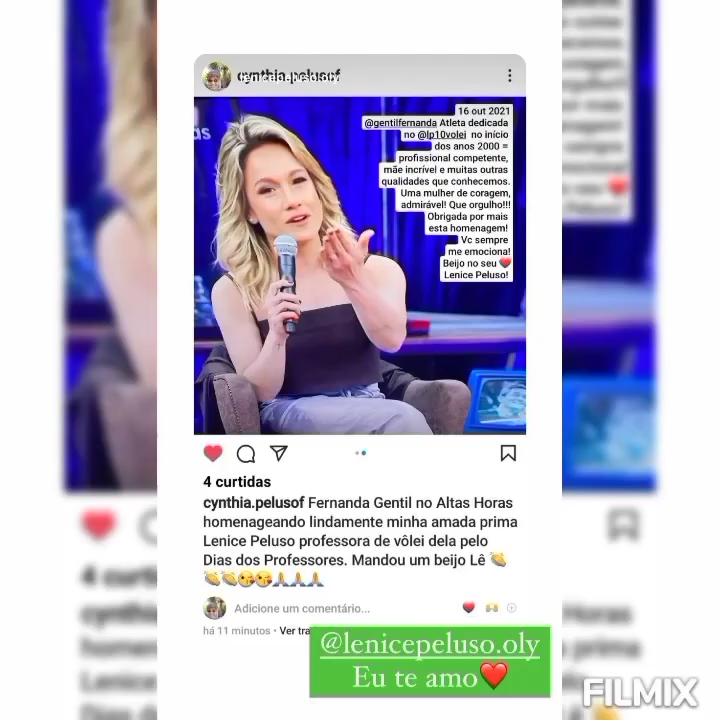 cynthia.pelusof
as
16 out 2021
@gentilfernanda Atleta dedicada
no @lp10volei no início
dos anos 2000 =
profissional competente,
mãe incrível e muitas outras
qualidades que conhecemos.
Uma mulher de coragem,
admirável! Que orgulho!!!
Obrigada por mais
esta homenagem!
Vc sempre
me emociona!
Beijo no seu ❤️
Lenice Peluso!
4 curtidas
cynthia.pelusof Fernanda Gentil no Altas Horas
homenageando lindamente minha amada prima
Lenice Peluso professora de vôlei dela pelo
Dias dos Professores. Mandou um beijo Lê 👏
👏👏😘😘🙏🙏🙏
Adicione um comentário...
há 11 minutos • Ver tra
@lenicepeluso.oly
Eu te amo❤️
FILMIX